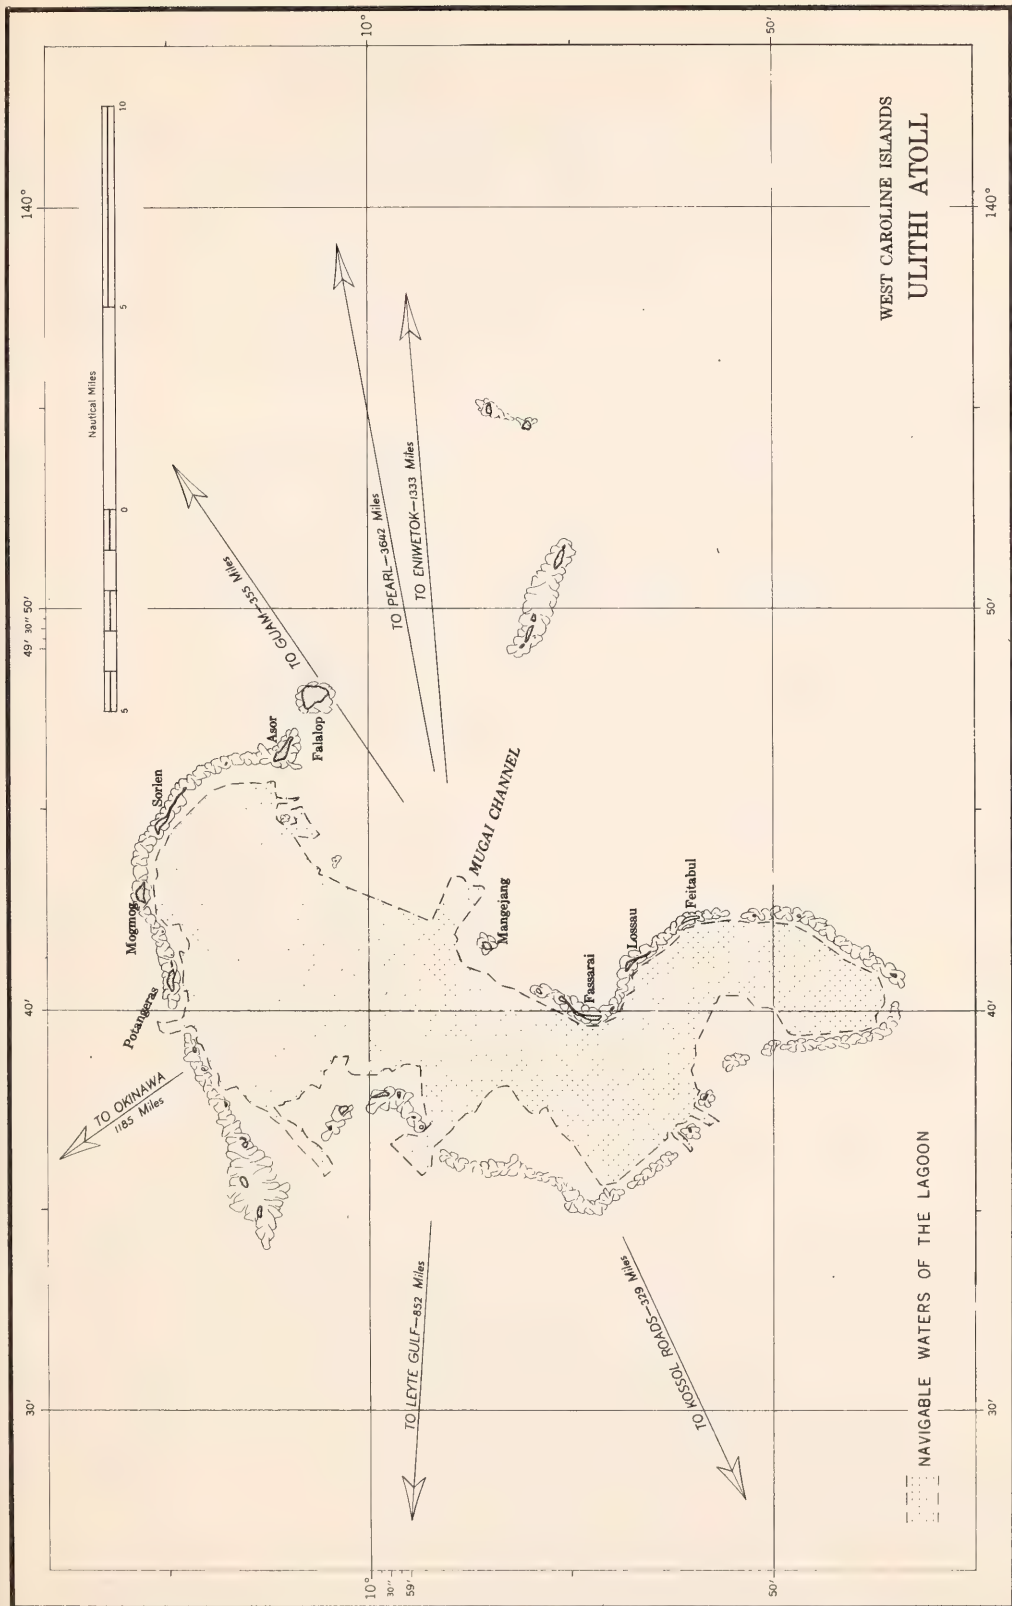 140°
49' 30" 50'
40'
30'
10°
50'
Nautical Miles
5
0
5
10
TO OKINAWA
1185 Miles
Potangeras
Mogmog
Sorlen
Asor
Falalop
TO GUAM—355 Miles
TO PEARL—3642 Miles
TO ENIWETOK—1333 Miles
MUGAI CHANNEL
Mangejang
Fassarai
Lossau
Feitabul
TO LEYTE GULF—852 Miles
TO KOSSOL ROADS—329 Miles
10°
30"
59'
50'
30'
40'
50'
140°
NAVIGABLE WATERS OF THE LAGOON
WEST CAROLINE ISLANDS
ULITHI ATOLL